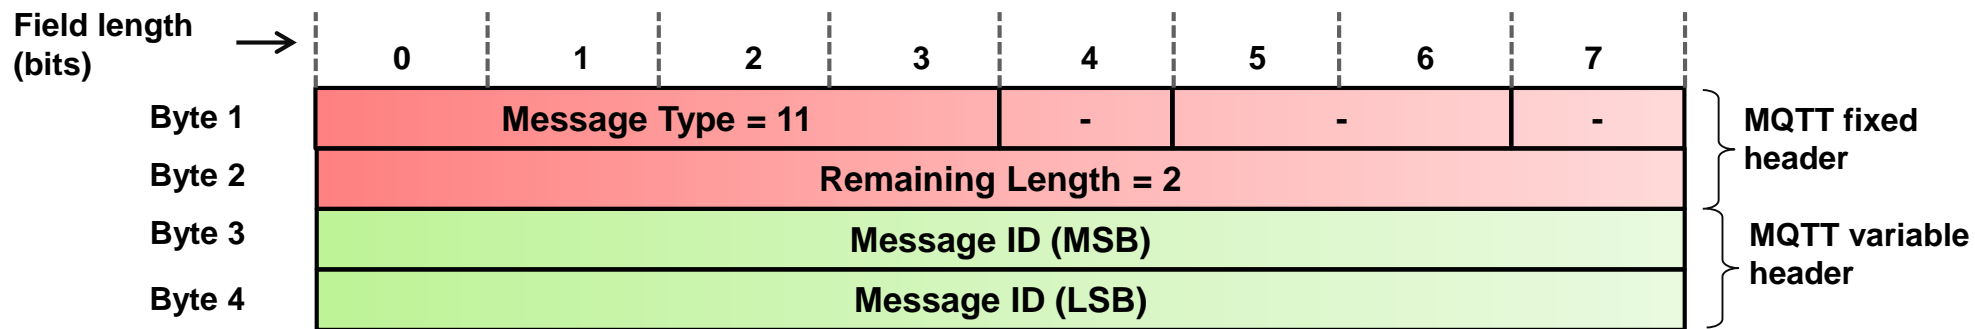 Field length
(bits)
0 1 2 3 4 5 6 7
Byte 1
Message Type = 11 - - -
MQTT fixed
header
Byte 2
Remaining Length = 2
Byte 3
Message ID (MSB)
MQTT variable
header
Byte 4
Message ID (LSB)